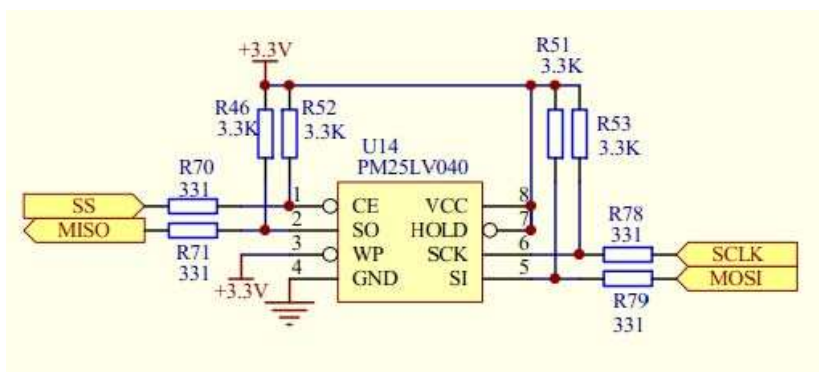 +3.3V
R51
3.3K
R46
3.3K
R52
3.3K
R53
3.3K
U14
PM25LV040
R70
331
SS
1
CE
VCC
8
MISO
2
SO
HOLD
7
R78
331
R71
331
3
WP
SCK
6
SCLK
+3.3V
4
GND
SI
5
MOSI
R79
331